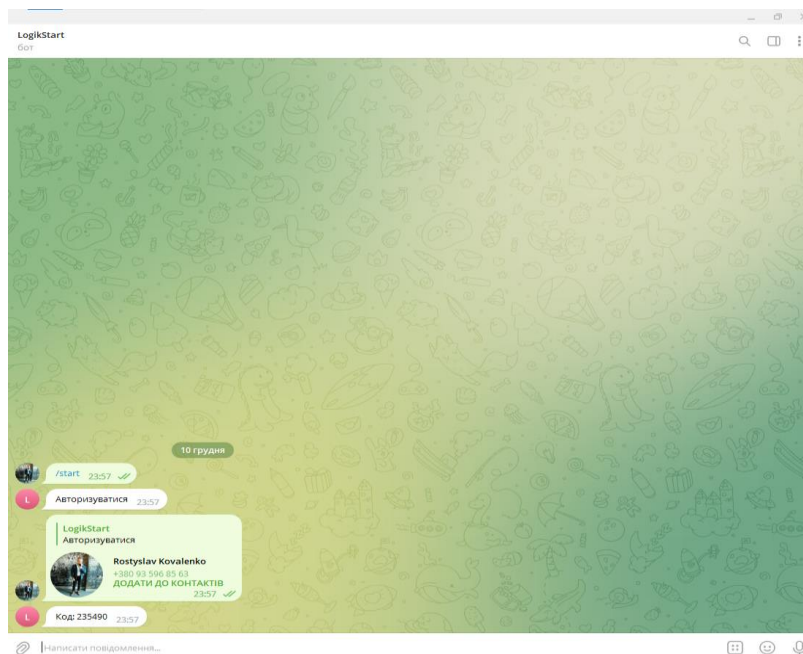 LogikStart
бот
10 грудня
/start 23:57
Авторизуватися 23:57
LogikStart
Авторизуватися
Rostyslav Kovalenko
+380 93 596 85 63
ДОДАТИ ДО КОНТАКТІВ
23:57
Код: 235490 23:57
Написати повідомлення...